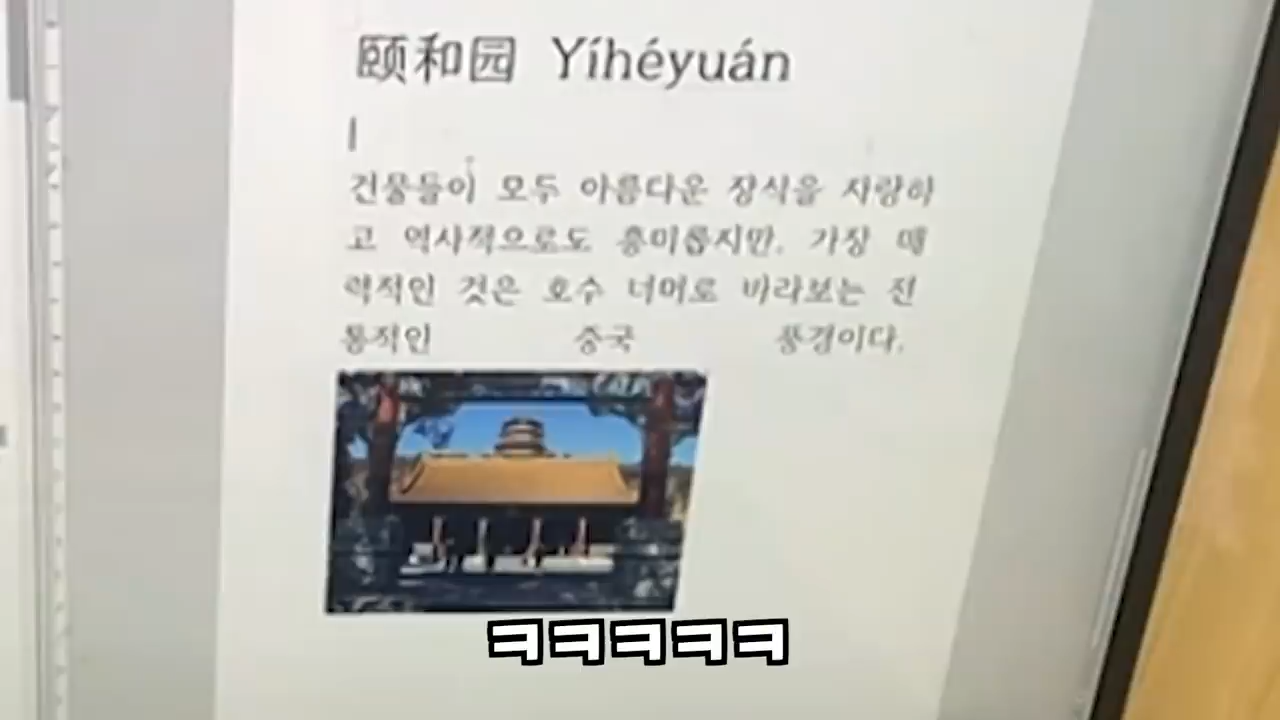 颐和园 Yíhéyuán
건물들이 모두 아름다운 장식을 자랑하
고 역사적으로도 흥미롭지만, 가장 매
력적인 것은 호수 너머로 바라보는 전
통적인 중국 풍경이다.
ㅋㅋㅋㅋㅋ